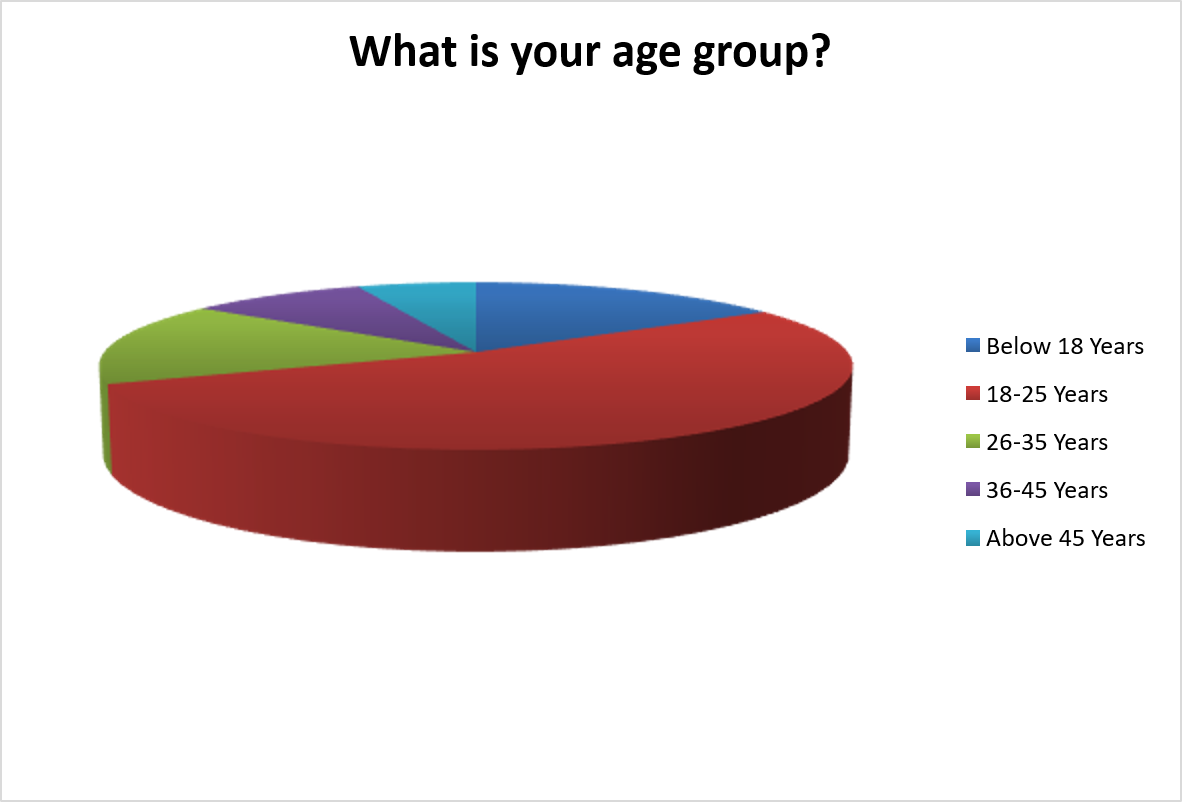 What is your age group?
Below 18 Years
18-25 Years
26-35 Years
36-45 Years
Above 45 Years